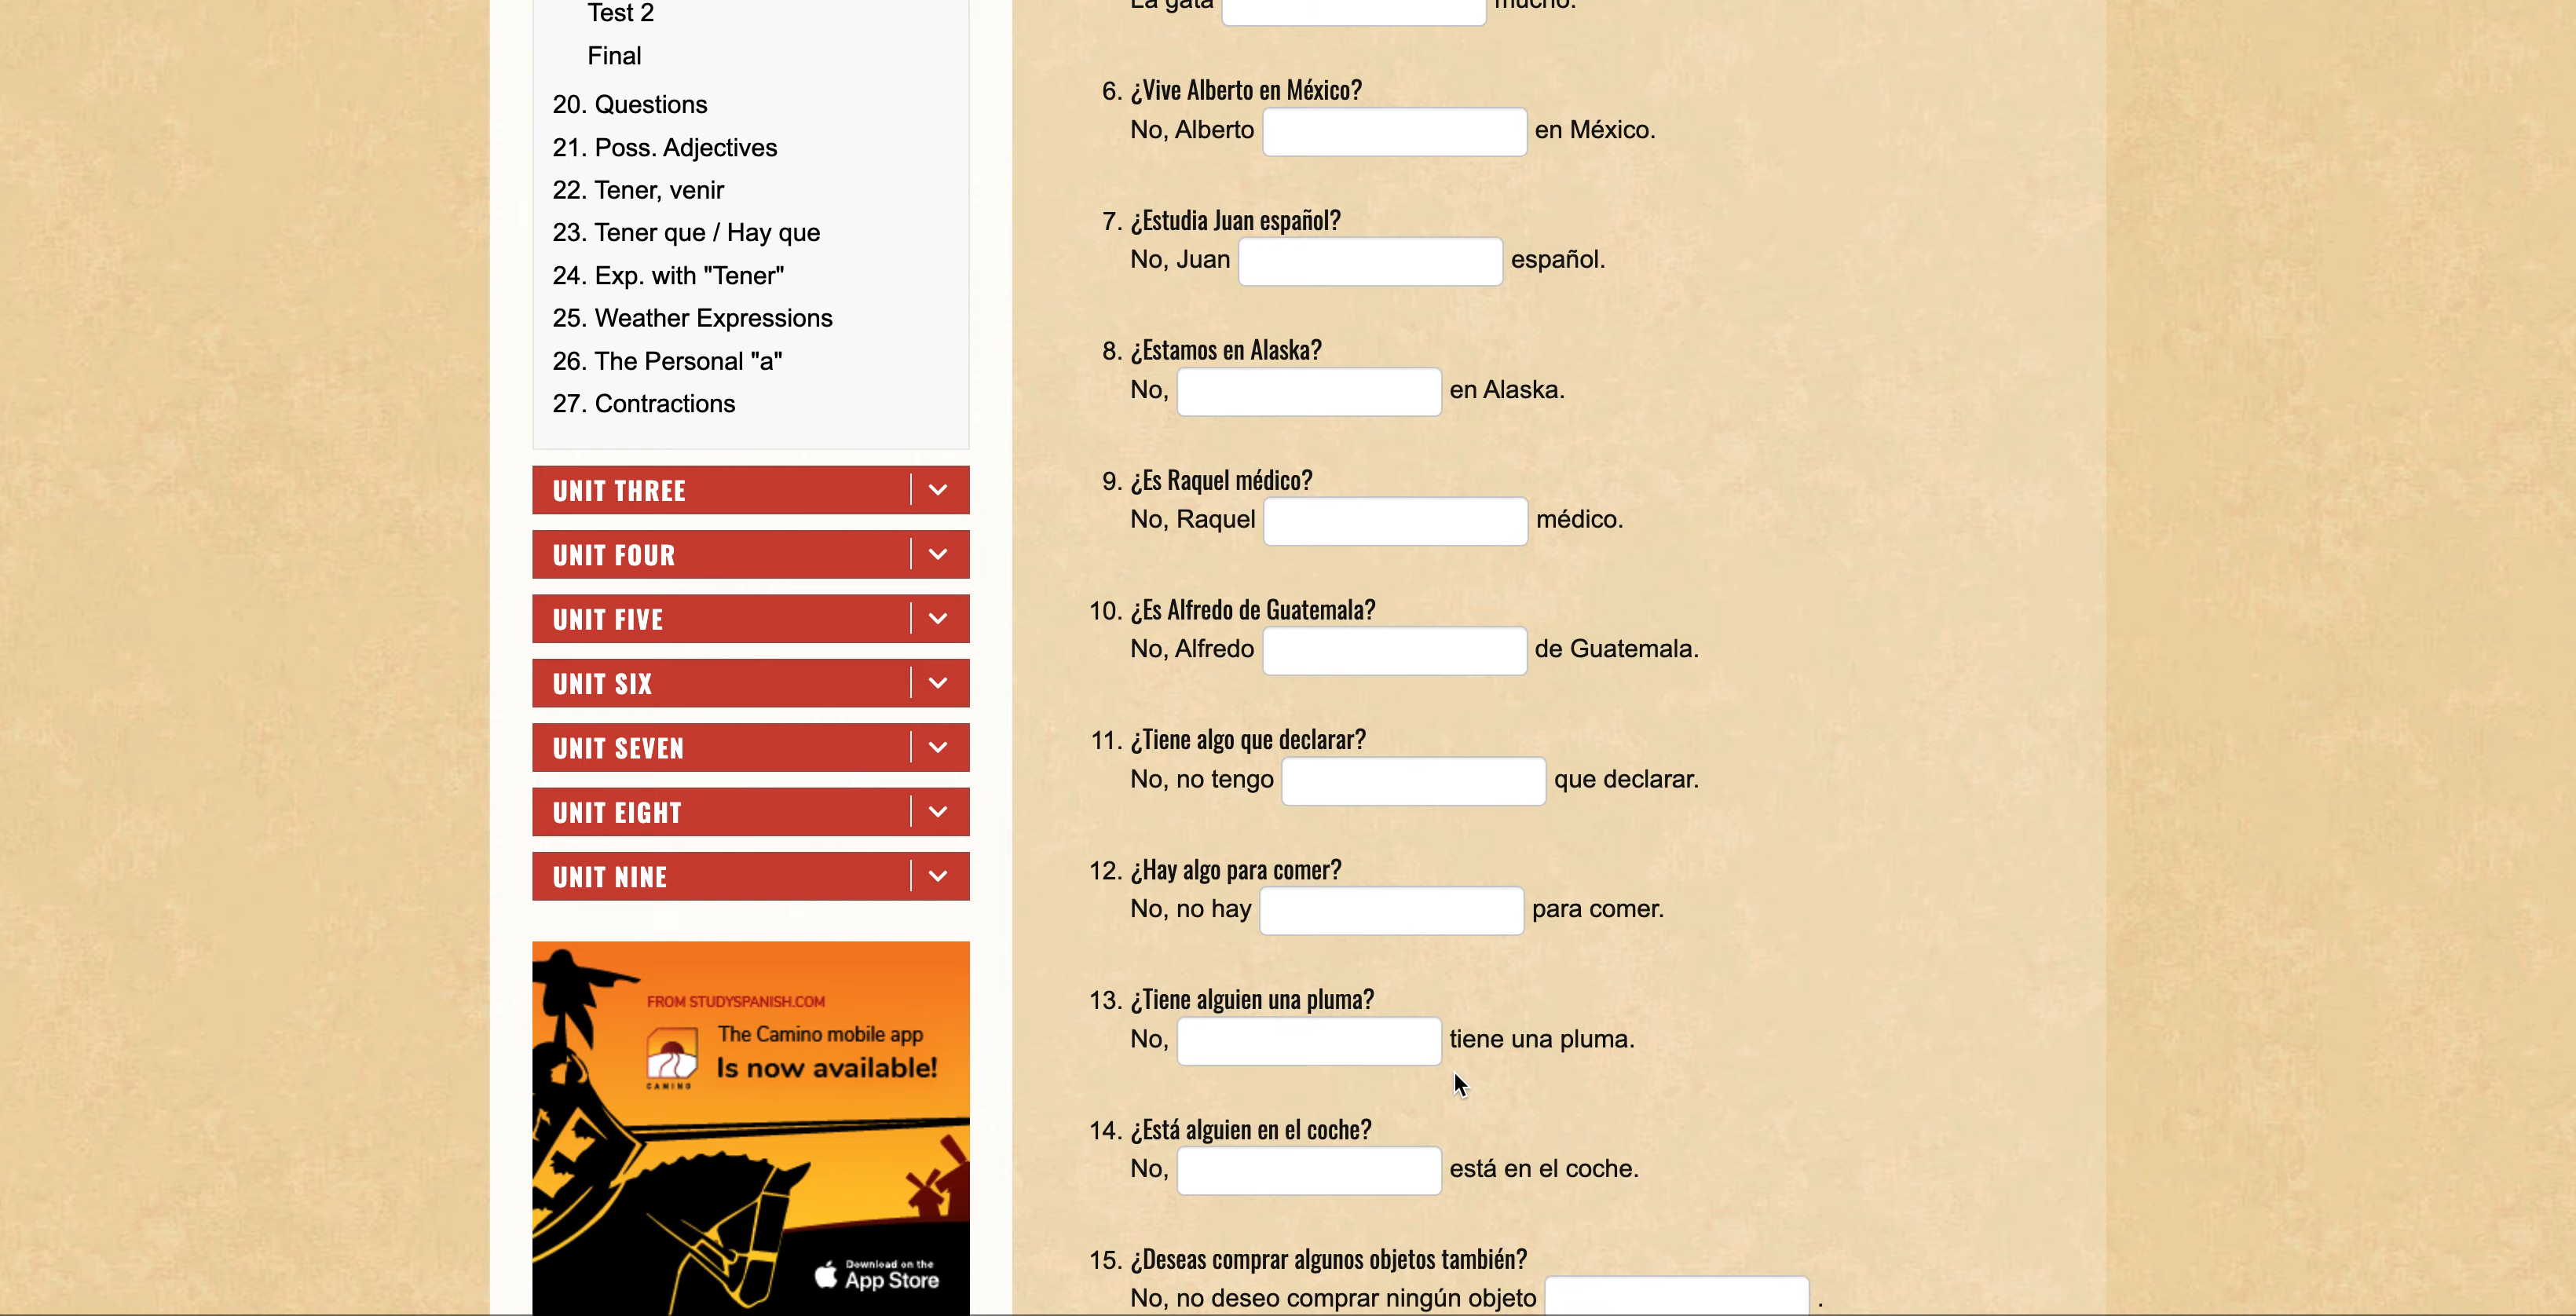 Test 2
Final
20. Questions
21. Poss. Adjectives
22. Tener, venir
23. Tener que / Hay que
24. Exp. with "Tener"
25. Weather Expressions
26. The Personal "a"
27. Contractions
UNIT THREE
UNIT FOUR
UNIT FIVE
UNIT SIX
UNIT SEVEN
UNIT EIGHT
UNIT NINE
FROM STUDYSPANISH.COM
The Camino mobile app
Is now available!
CAMINO
Download on the
App Store
La gata mucho.
6. ¿Vive Alberto en México?
No, Alberto en México.
7. ¿Estudia Juan español?
No, Juan español.
8. ¿Estamos en Alaska?
No, en Alaska.
9. ¿Es Raquel médico?
No, Raquel médico.
10. ¿Es Alfredo de Guatemala?
No, Alfredo de Guatemala.
11. ¿Tiene algo que declarar?
No, no tengo que declarar.
12. ¿Hay algo para comer?
No, no hay para comer.
13. ¿Tiene alguien una pluma?
No, tiene una pluma.
14. ¿Está alguien en el coche?
No, está en el coche.
15. ¿Deseas comprar algunos objetos también?
No, no deseo comprar ningún objeto .